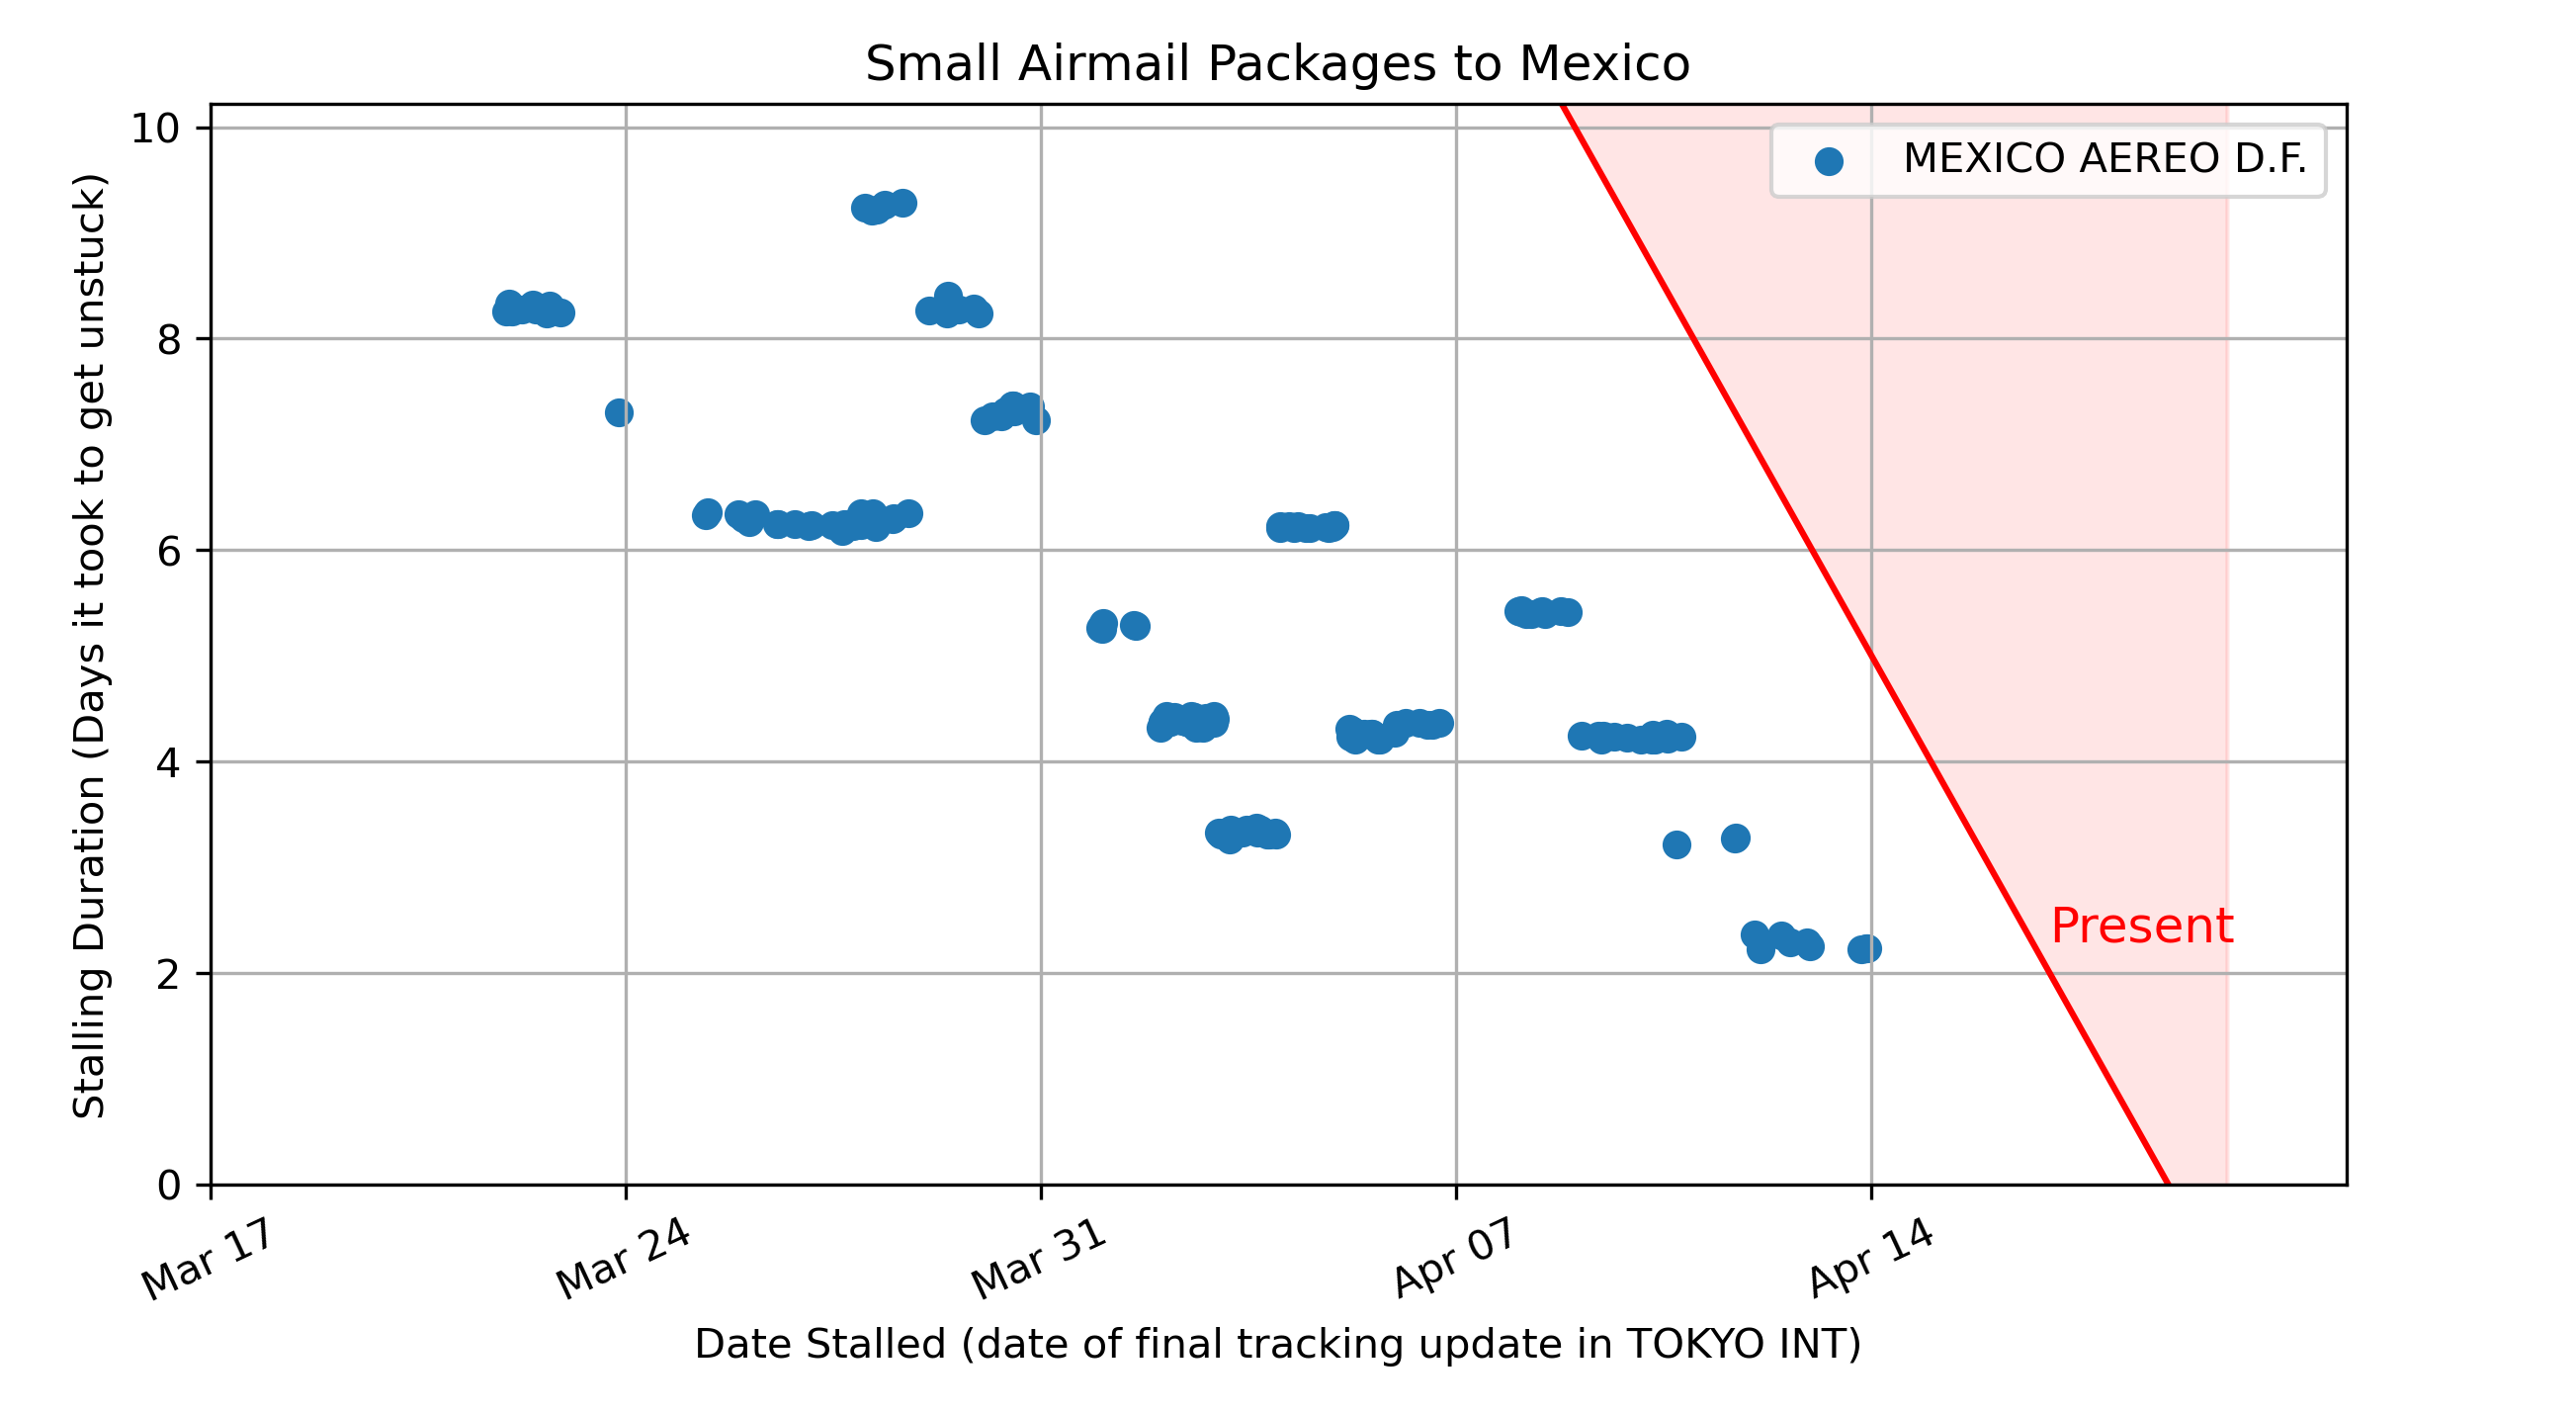 Small Airmail Packages to Mexico
Stalling Duration (Days it took to get unstuck)
10
8
6
4
2
0
MEXICO AEREO D.F.
Present
Mar 17
Mar 24
Mar 31
Apr 07
Apr 14
Date Stalled (date of final tracking update in TOKYO INT)